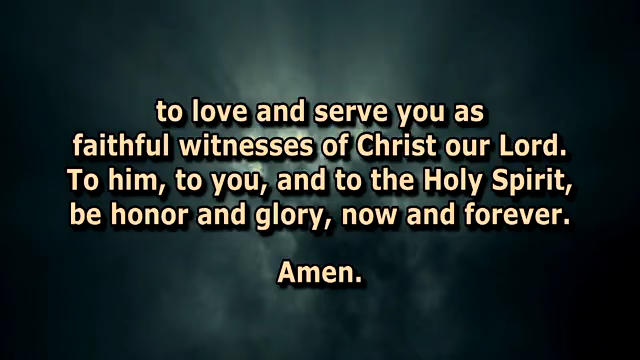 to love and serve you as
faithful witnesses of Christ our Lord.
To him, to you, and to the Holy Spirit,
be honor and glory, now and forever.
Amen.